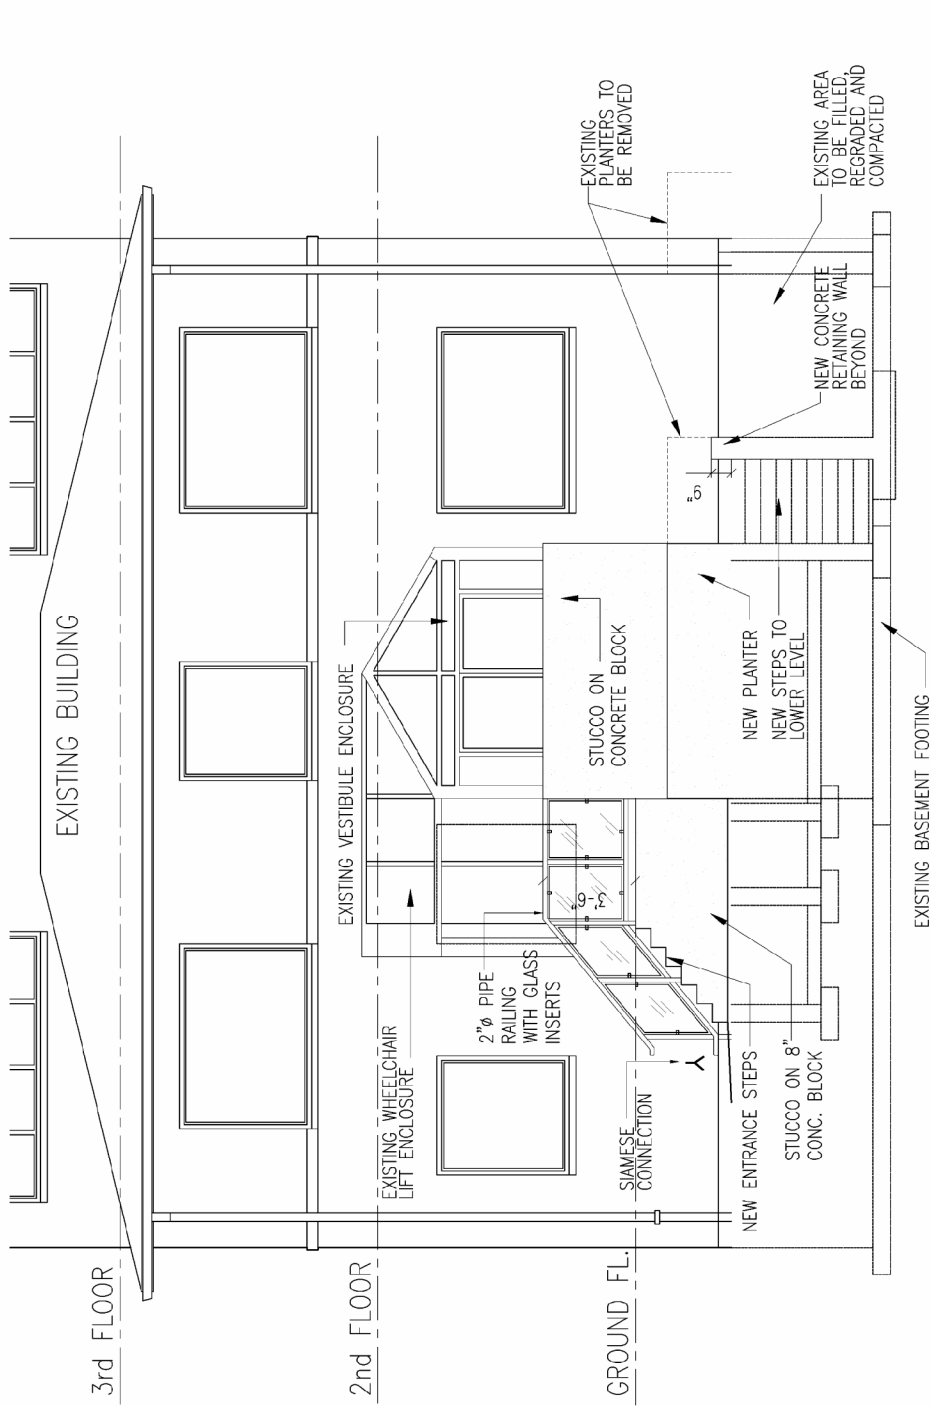 EXISTING BUILDING
3rd FLOOR
2nd FLOOR
GROUND FL.
EXISTING VESTIBULE ENCLOSURE
EXISTING WHEELCHAIR
LIFT ENCLOSURE
2"ø PIPE
RAILING
WITH GLASS
INSERTS
3'-6"
SIAMESE
CONNECTION
NEW ENTRANCE STEPS
STUCCO ON 8"
CONC. BLOCK
STUCCO ON
CONCRETE BLOCK
NEW PLANTER
NEW STEPS TO
LOWER LEVEL
EXISTING BASEMENT FOOTING
6"
EXISTING
PLANTERS TO
BE REMOVED
NEW CONCRETE
RETAINING WALL
BEYOND
EXISTING AREA
TO BE FILLED,
REGRADED AND
COMPACTED